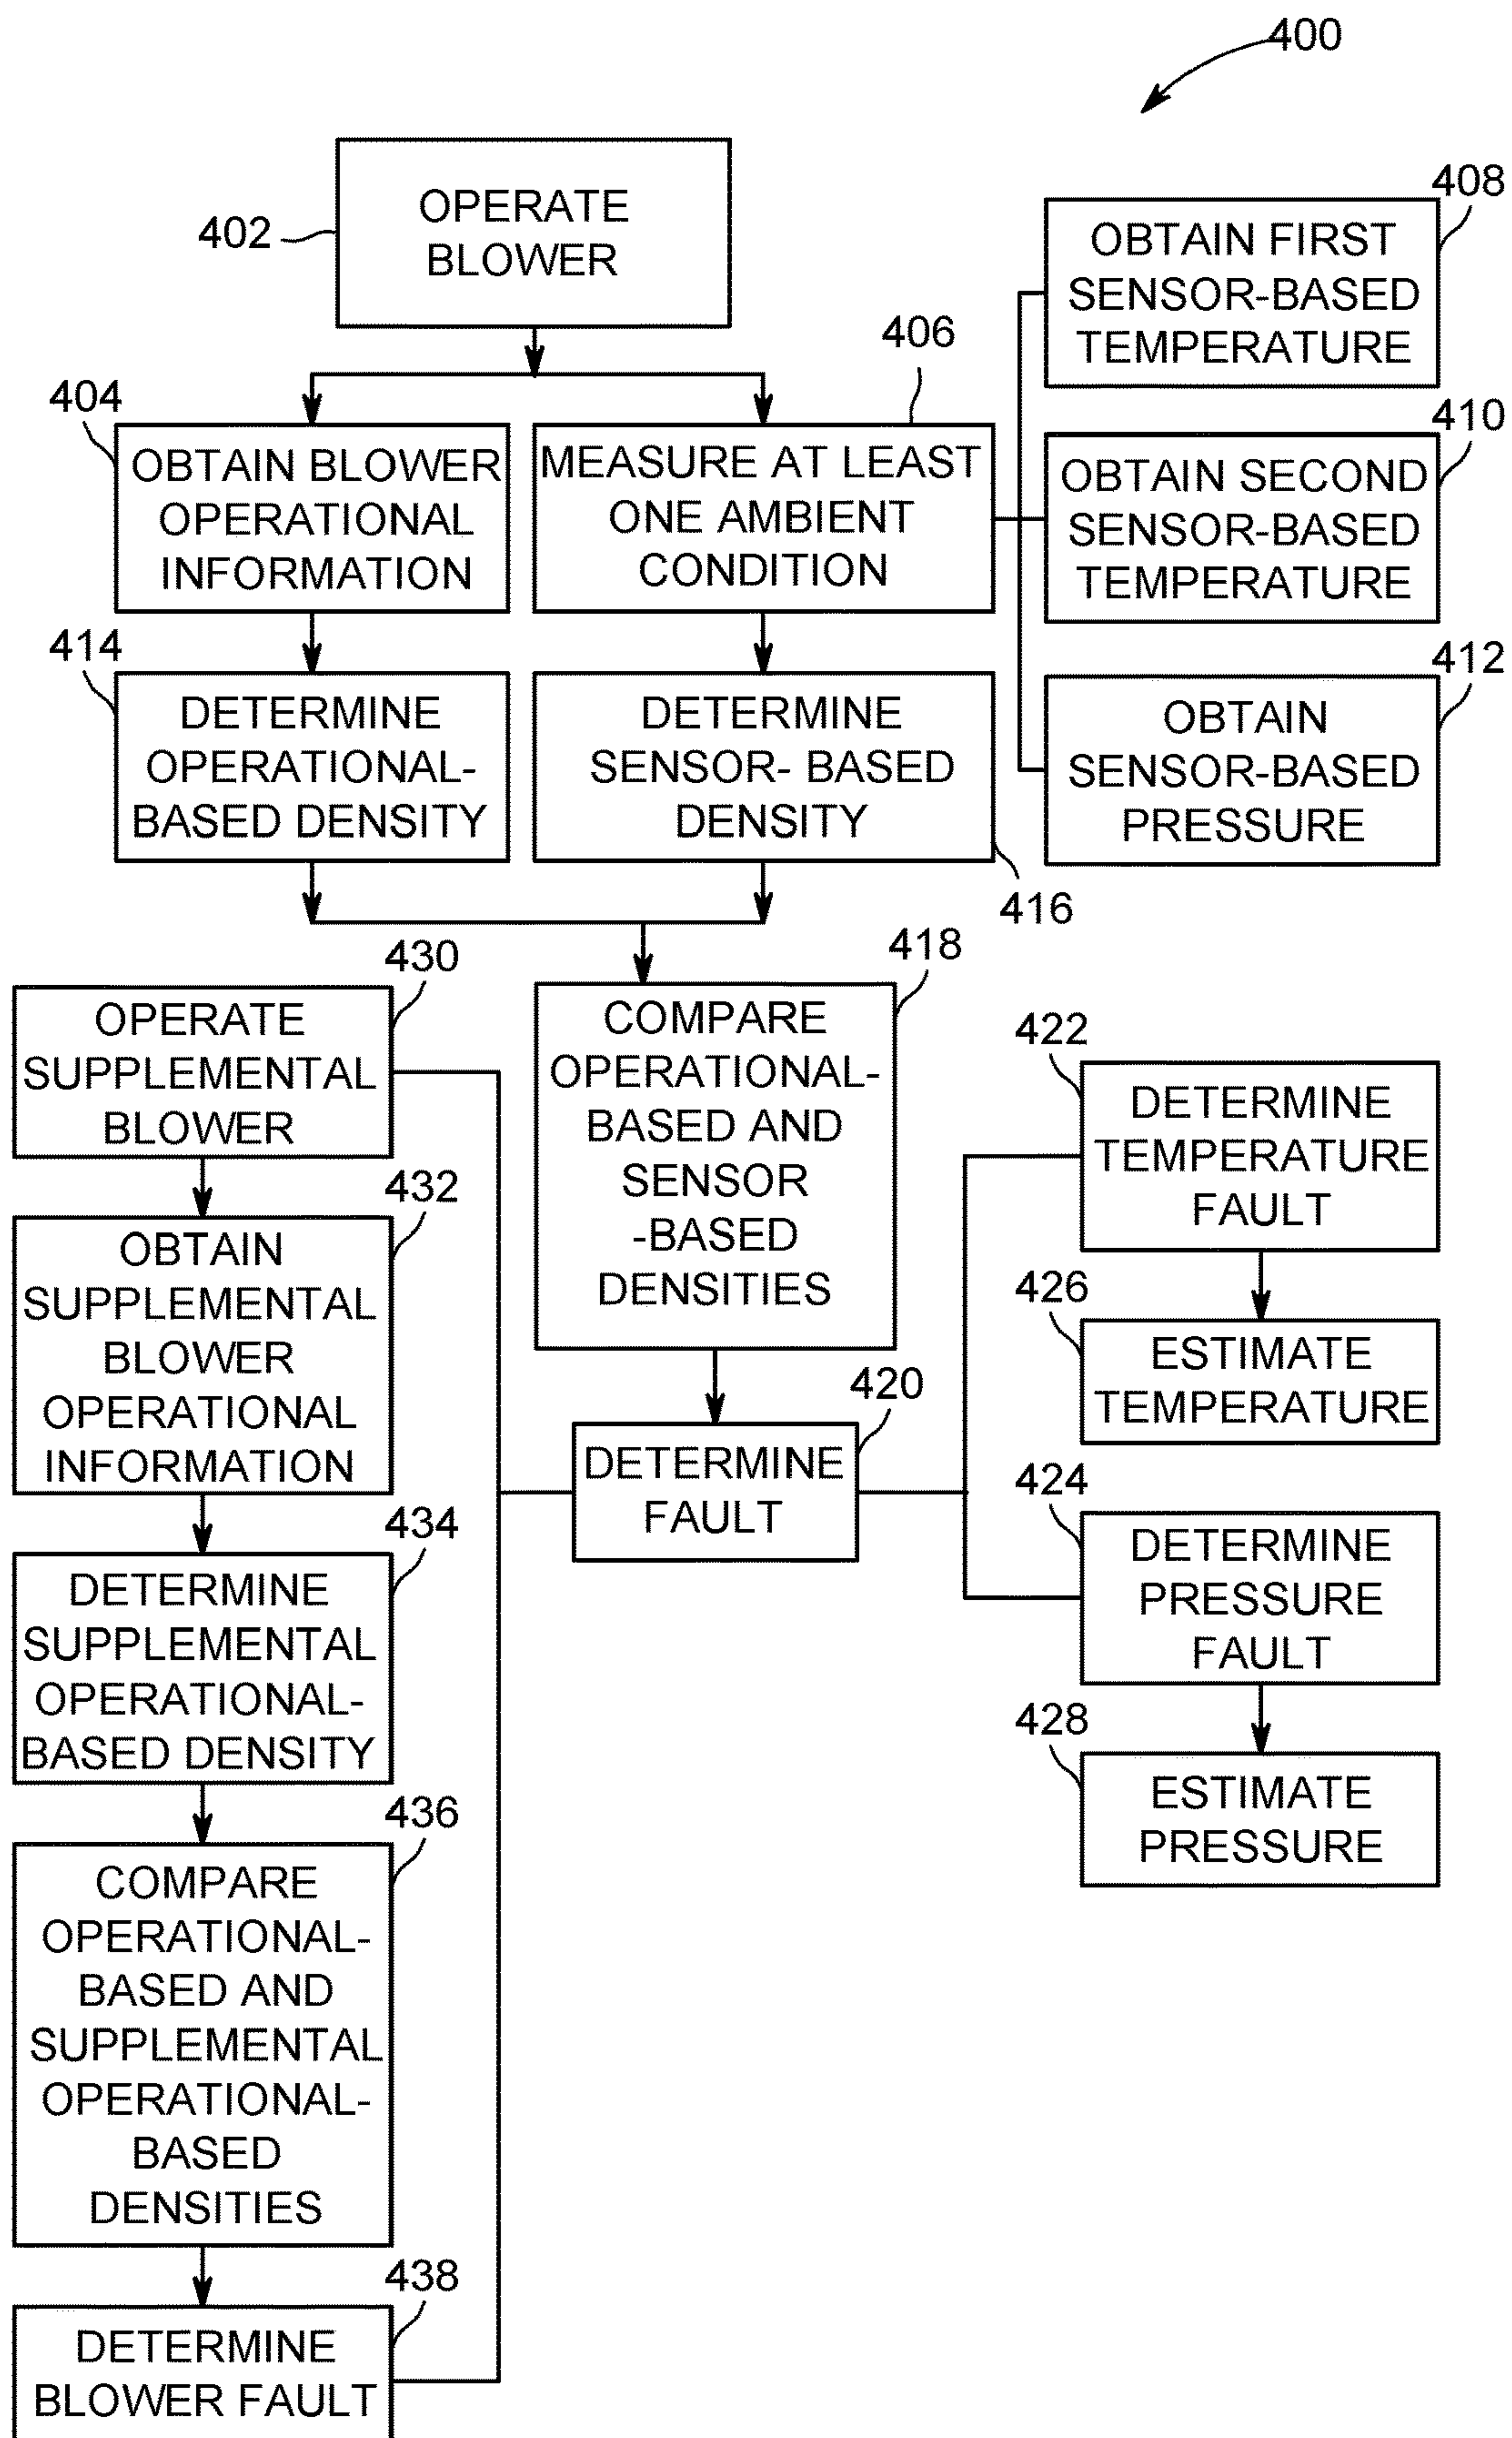 400
402
OPERATE
BLOWER
404
OBTAIN BLOWER
OPERATIONAL
INFORMATION
406
MEASURE AT LEAST
ONE AMBIENT
CONDITION
408
OBTAIN FIRST
SENSOR-BASED
TEMPERATURE
410
OBTAIN SECOND
SENSOR-BASED
TEMPERATURE
412
OBTAIN
SENSOR-BASED
PRESSURE
414
DETERMINE
OPERATIONAL-
BASED DENSITY
DETERMINE
SENSOR- BASED
DENSITY
416
418
COMPARE
OPERATIONAL-
BASED AND
SENSOR
-BASED
DENSITIES
420
DETERMINE
FAULT
422
DETERMINE
TEMPERATURE
FAULT
426
ESTIMATE
TEMPERATURE
424
DETERMINE
PRESSURE
FAULT
428
ESTIMATE
PRESSURE
430
OPERATE
SUPPLEMENTAL
BLOWER
432
OBTAIN
SUPPLEMENTAL
BLOWER
OPERATIONAL
INFORMATION
434
DETERMINE
SUPPLEMENTAL
OPERATIONAL-
BASED DENSITY
436
COMPARE
OPERATIONAL-
BASED AND
SUPPLEMENTAL
OPERATIONAL-
BASED
DENSITIES
438
DETERMINE
BLOWER FAULT